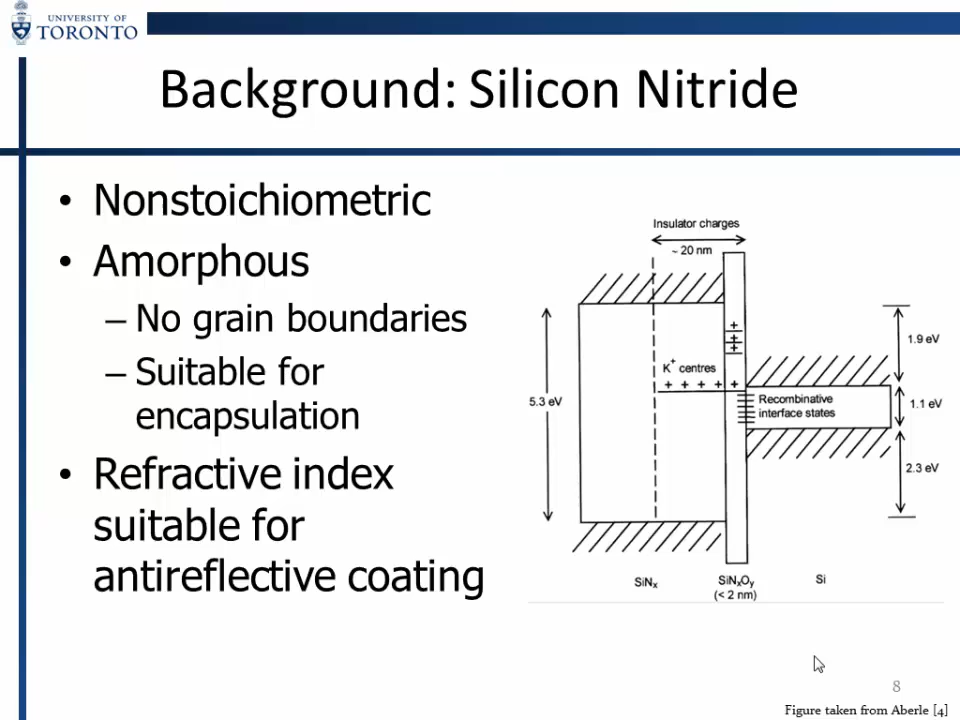 UNIVERSITY OF
TORONTO
Background: Silicon Nitride
• Nonstoichiometric
• Amorphous
– No grain boundaries
– Suitable for
encapsulation
• Refractive index
suitable for
antireflective coating
Insulator charges
~ 20 nm
5.3 eV
K+ centres
+ + + + +
+
+
+
Recombinative
interface states
1.9 eV
1.1 eV
2.3 eV
SiNx
SiNxOy
(< 2 nm)
Si
8
Figure taken from Aberle [4]